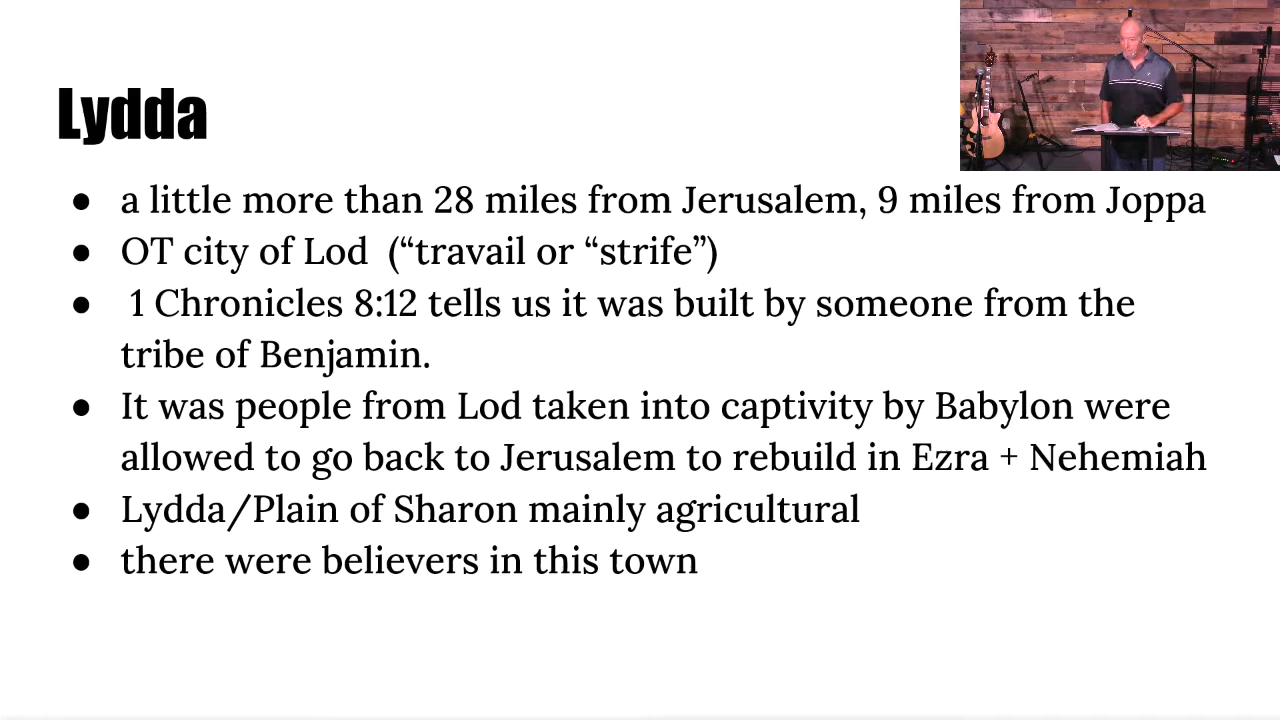 Lydda
● a little more than 28 miles from Jerusalem, 9 miles from Joppa
● OT city of Lod  (“travail or “strife”)
●  1 Chronicles 8:12 tells us it was built by someone from the
tribe of Benjamin.
● It was people from Lod taken into captivity by Babylon were
allowed to go back to Jerusalem to rebuild in Ezra + Nehemiah
● Lydda/Plain of Sharon mainly agricultural
● there were believers in this town